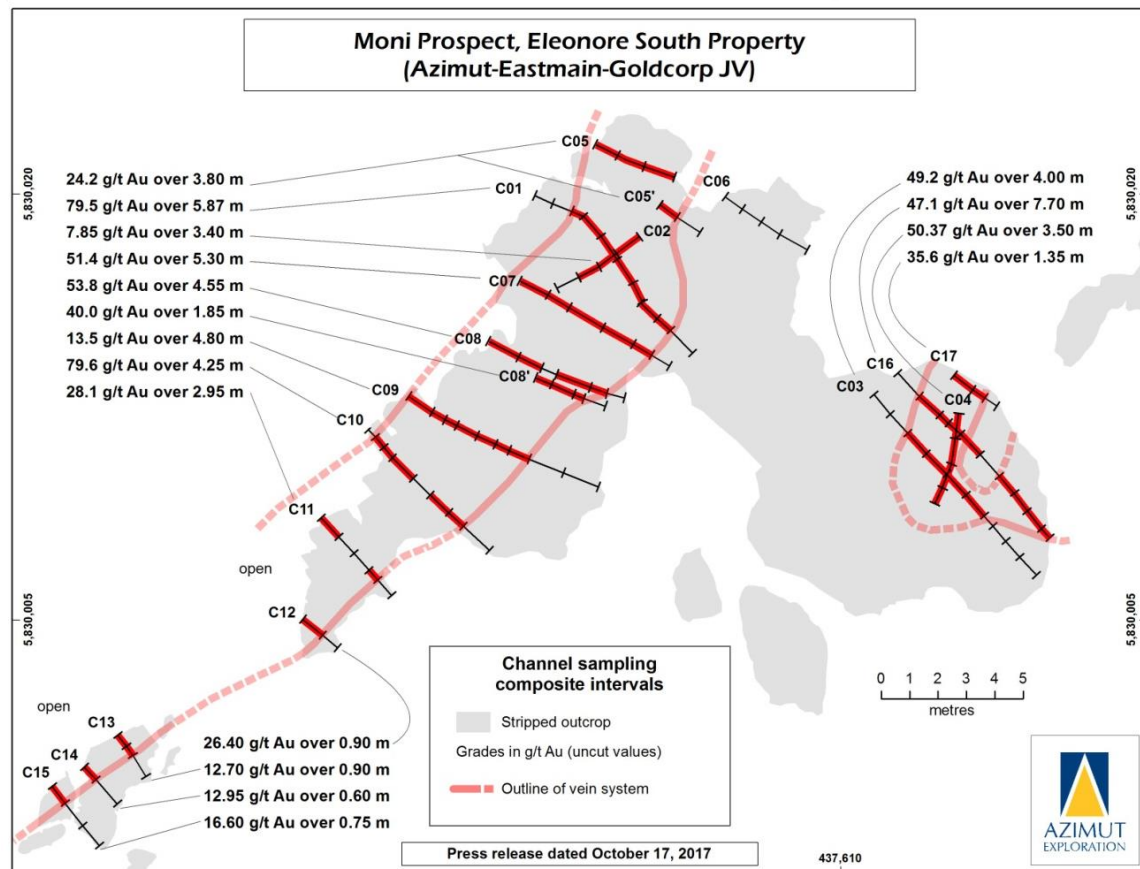 Moni Prospect, Eleonore South Property
(Azimut-Eastmain-Goldcorp JV)
5,830,020
5,830,020
24.2 g/t Au over 3.80 m
79.5 g/t Au over 5.87 m
7.85 g/t Au over 3.40 m
51.4 g/t Au over 5.30 m
53.8 g/t Au over 4.55 m
40.0 g/t Au over 1.85 m
13.5 g/t Au over 4.80 m
79.6 g/t Au over 4.25 m
28.1 g/t Au over 2.95 m
C05
C01
C05'
C06
C02
C07
C08
C08'
C09
C10
C11
open
C12
49.2 g/t Au over 4.00 m
47.1 g/t Au over 7.70 m
50.37 g/t Au over 3.50 m
35.6 g/t Au over 1.35 m
C16
C17
C03
C04
5,830,005
5,830,005
open
C13
C14
C15
26.40 g/t Au over 0.90 m
12.70 g/t Au over 0.90 m
12.95 g/t Au over 0.60 m
16.60 g/t Au over 0.75 m
Channel sampling
composite intervals
Stripped outcrop
Grades in g/t Au (uncut values)
Outline of vein system
0 1 2 3 4 5
metres
Press release dated October 17, 2017
437,610
AZIMUT
EXPLORATION